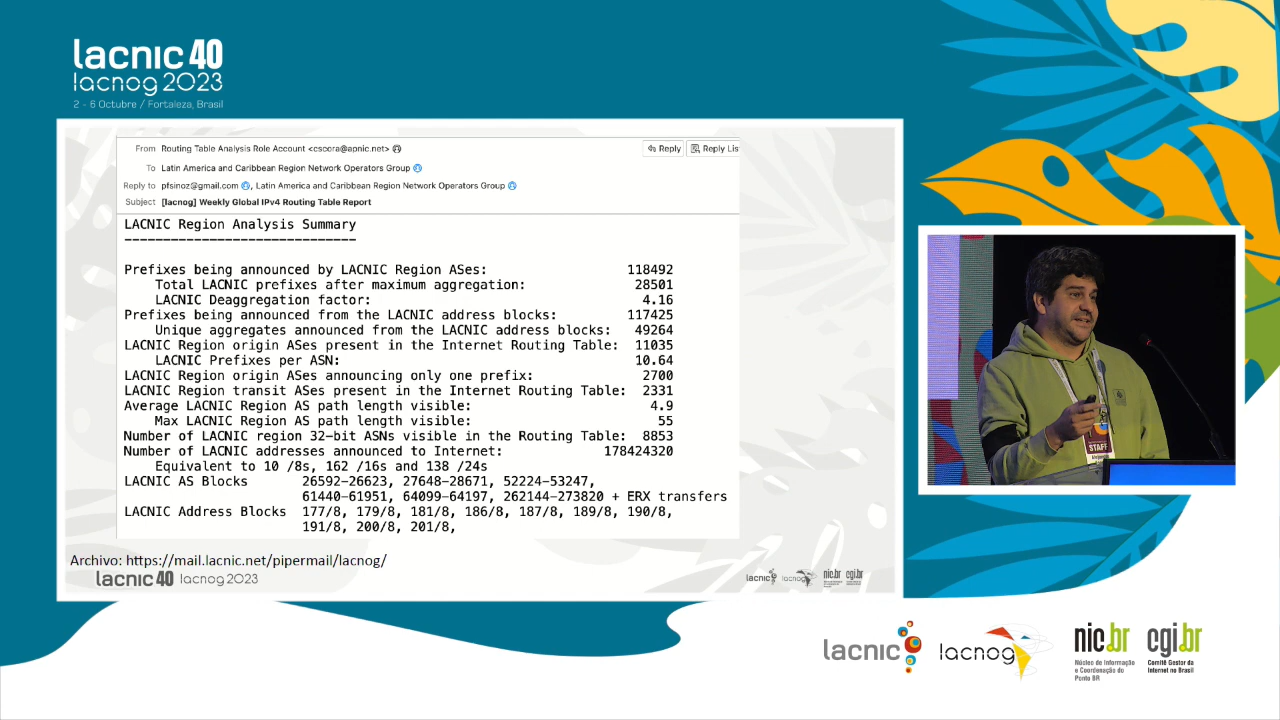 lacnic 40
lacnog 2023
2 - 6 Octubre / Fortaleza, Brasil
From Routing Table Analysis Role Account <cscora@apnic.net>
Reply
Reply Lis
To Latin America and Caribbean Region Network Operators Group
Reply to pfsinoz@gmail.com, Latin America and Caribbean Region Network Operators Group
Subject [lacnog] Weekly Global IPv4 Routing Table Report
LACNIC Region Analysis Summary
------------------------------
Prefixes being announced by LACNIC Region ASes: 118492
Total LACNIC prefixes after maximum aggregation: 28501
LACNIC Deaggregation factor: 4.16
Prefixes being announced from the LACNIC address blocks: 117425
Unique aggregates announced from the LACNIC address blocks: 49264
LACNIC Region origin ASes present in the Internet Routing Table: 11035
LACNIC Prefixes per ASN: 10.64
LACNIC Region origin ASes announcing only one prefix: 2700
LACNIC Region transit ASes present in the Internet Routing Table: 2331
Average LACNIC Region AS path length visible: 4.9
Max LACNIC Region AS path length visible: 55
Number of LACNIC region 32-bit ASNs visible in the Routing Table: 8853
Number of LACNIC addresses announced to Internet: 178424320
Equivalent to 10 /8s, 162 /16s and 138 /24s
LACNIC AS Blocks 26592-26623, 27648-28671, 52224-53247,
61440-61951, 64099-64197, 262144-273820 + ERX transfers
LACNIC Address Blocks 177/8, 179/8, 181/8, 186/8, 187/8, 189/8, 190/8,
191/8, 200/8, 201/8,
Archivo: https://mail.lacnic.net/pipermail/lacnog/
lacnic 40 lacnog 2023
lacnic lacnog nic.br cgi.br
STAFF
lacnic
lacnog
nic.br
Núcleo de Informação
e Coordenação do
Ponto BR
cgi.br
Comitê Gestor da
Internet no Brasil